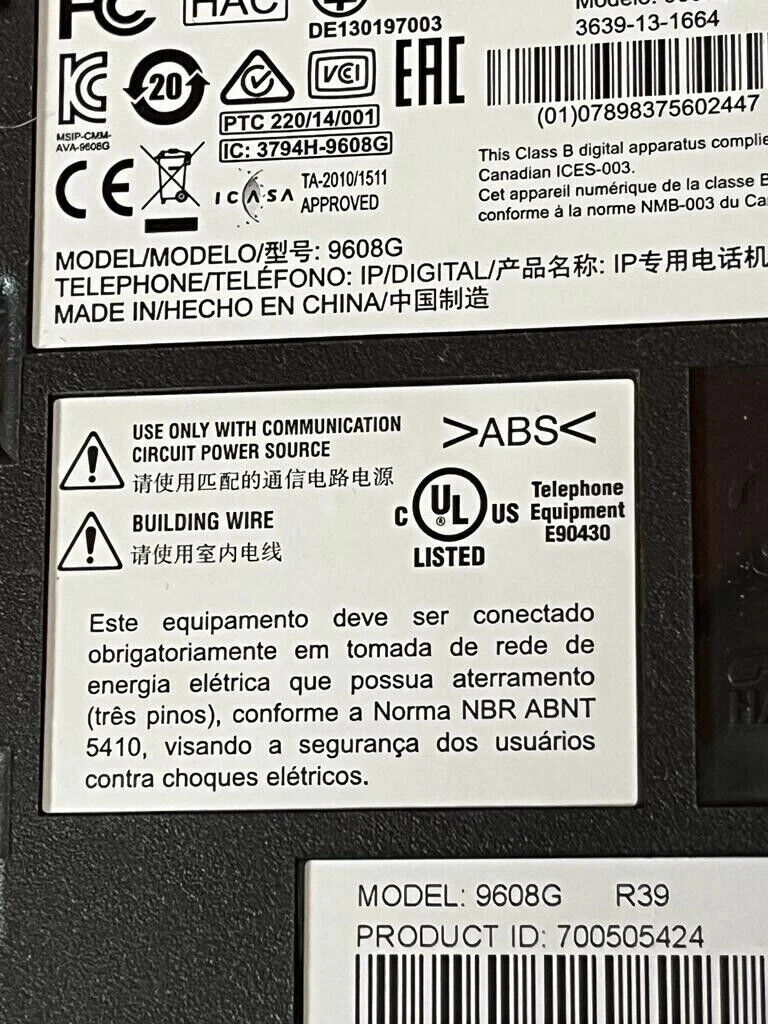 FC
HAC
DE130197003
3639-13-1664
20
VCI
EAC
(01)07898375602447
MSIP-CMM-
AVA-9608G
PTC 220/14/001
IC: 3794H-9608G
This Class B digital apparatus
Canadian ICES-003.
Cet appareil numérique de la classe B
conforme à la norme NMB-003 du
CE
ICASA
TA-2010/1511
APPROVED
MODEL/MODELO/型号: 9608G
TELEPHONE/TELÉFONO: IP/DIGITAL/产品名称: IP专用电话机
MADE IN/HECHO EN CHINA/中国制造
USE ONLY WITH COMMUNICATION
CIRCUIT POWER SOURCE
请使用匹配的通信电路电源
>ABS<
BUILDING WIRE
请使用室内电线
C UL US
®
LISTED
Telephone
Equipment
E90430
Este equipamento deve ser conectado
obrigatoriamente em tomada de rede de
energia elétrica que possua aterramento
(três pinos), conforme a Norma NBR ABNT
5410, visando a segurança dos usuários
contra choques elétricos.
MODEL: 9608G R39
PRODUCT ID: 700505424